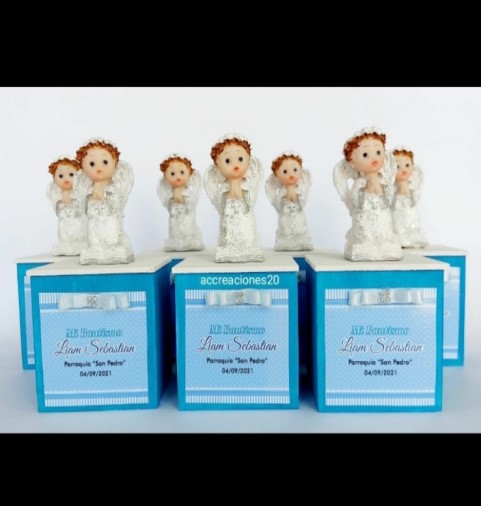 accreaciones20
Mi Bautismo
Liam Sebastian
Parroquia "San Pedro"
04/09/2021
Mi Bautismo
Liam Sebastian
Parroquia "San Pedro"
04/09/2021
Mi Bautismo
Liam Sebastian
Parroquia "San Pedro"
04/09/2021